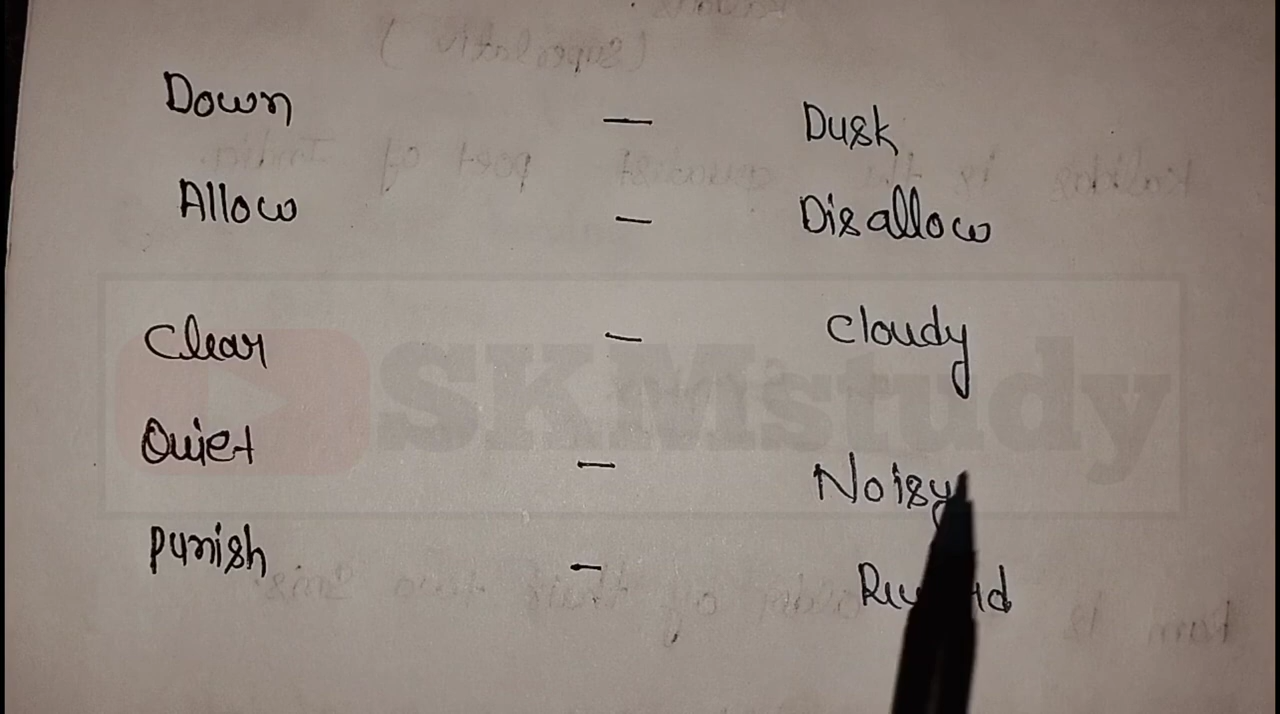 Down - Dusk
Allow - Disallow
Clear - Cloudy
Quiet - Noisy
Punish -
SKMstudy